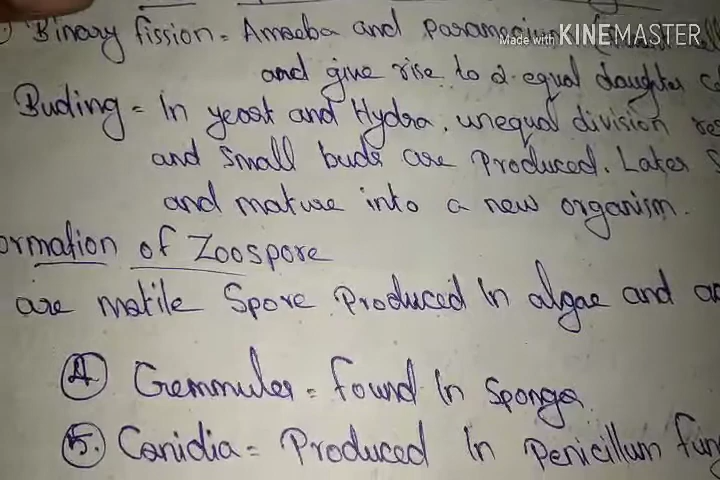 Binary fission = Amoeba and
Made with KINEMASTER
and give rise to 2 equal daughter
Buding = In yeast and Hydra. unequal division
and small buds are produced. Later
and mature into a new organism.
ormation of Zoospore
are motile Spore Produced In algae and
4. Gemmules = found In Sponge.
5. Conidia = Produced In Penicillum